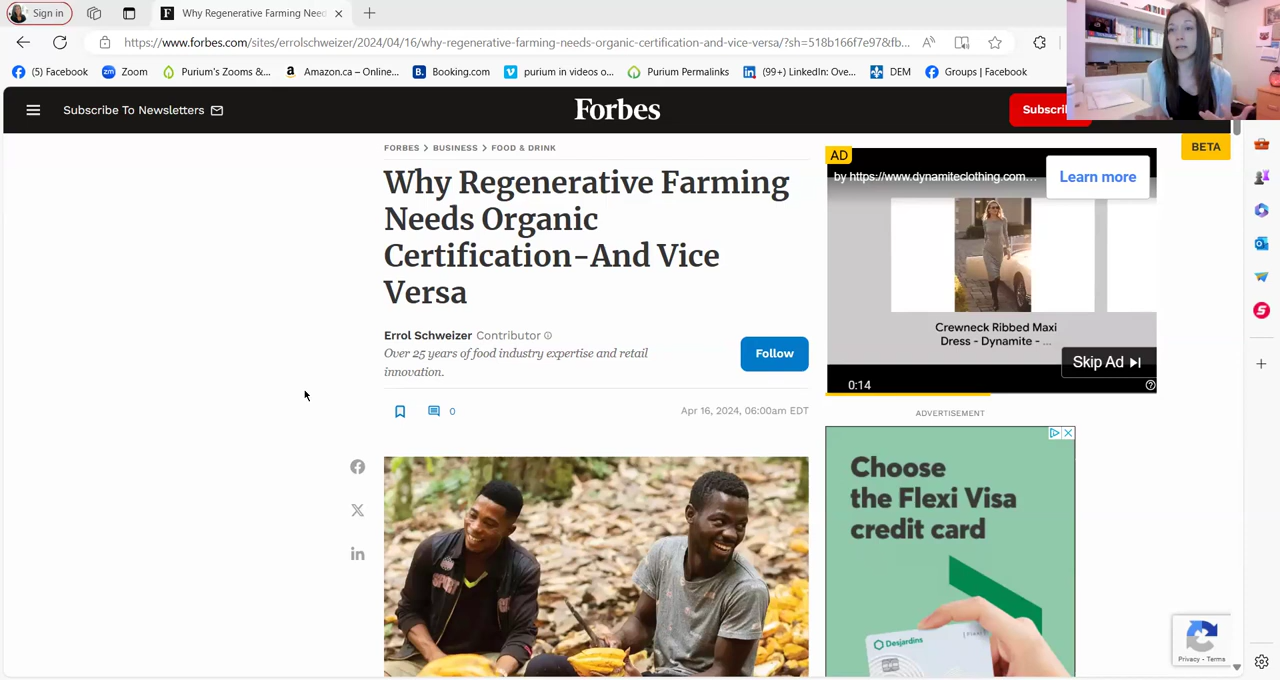 Sign in
Why Regenerative Farming Need
https://www.forbes.com/sites/errolschweizer/2024/04/16/why-regenerative-farming-needs-organic-certification-and-vice-versa/?sh=518b166f7e97&fb...
(5) Facebook
Zoom
Purium's Zooms &...
Amazon.ca – Online...
Booking.com
purium in videos o...
Purium Permalinks
(99+) LinkedIn: Ove...
DEM
Groups | Facebook
Subscribe To Newsletters
Forbes
Subscri
BETA
FORBES > BUSINESS > FOOD & DRINK
Why Regenerative Farming
Needs Organic
Certification–And Vice
Versa
Errol Schweizer Contributor
Over 25 years of food industry expertise and retail
innovation.
Follow
0
Apr 16, 2024, 06:00am EDT
AD
by https://www.dynamiteclothing.com...
Learn more
Crewneck Ribbed Maxi
Dress - Dynamite - ...
Skip Ad
0:14
ADVERTISEMENT
Choose
the Flexi Visa
credit card
Desjardins
Privacy - Terms